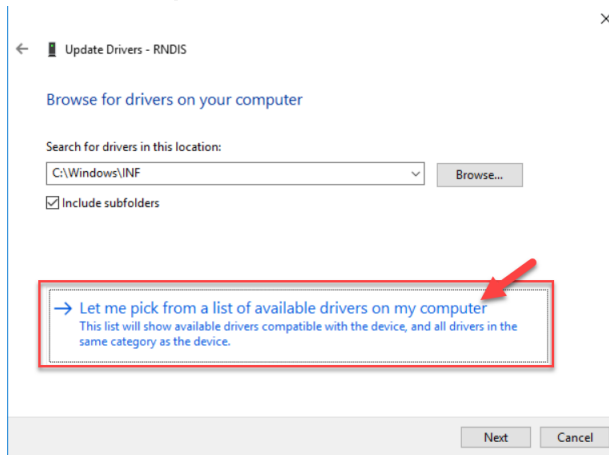 Update Drivers - RNDIS
Browse for drivers on your computer
Search for drivers in this location:
C:\Windows\INF
Browse...
Include subfolders
Let me pick from a list of available drivers on my computer
This list will show available drivers compatible with the device, and all drivers in the
same category as the device.
Next
Cancel